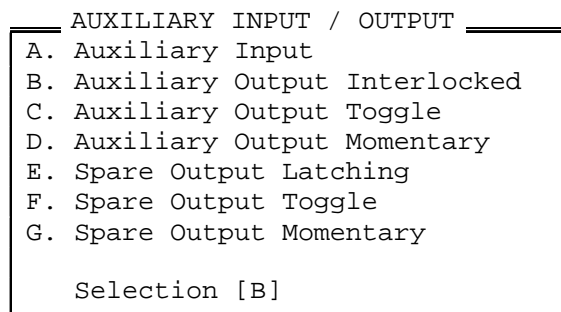 AUXILIARY INPUT / OUTPUT
A. Auxiliary Input
B. Auxiliary Output Interlocked
C. Auxiliary Output Toggle
D. Auxiliary Output Momentary
E. Spare Output Latching
F. Spare Output Toggle
G. Spare Output Momentary
Selection [B]